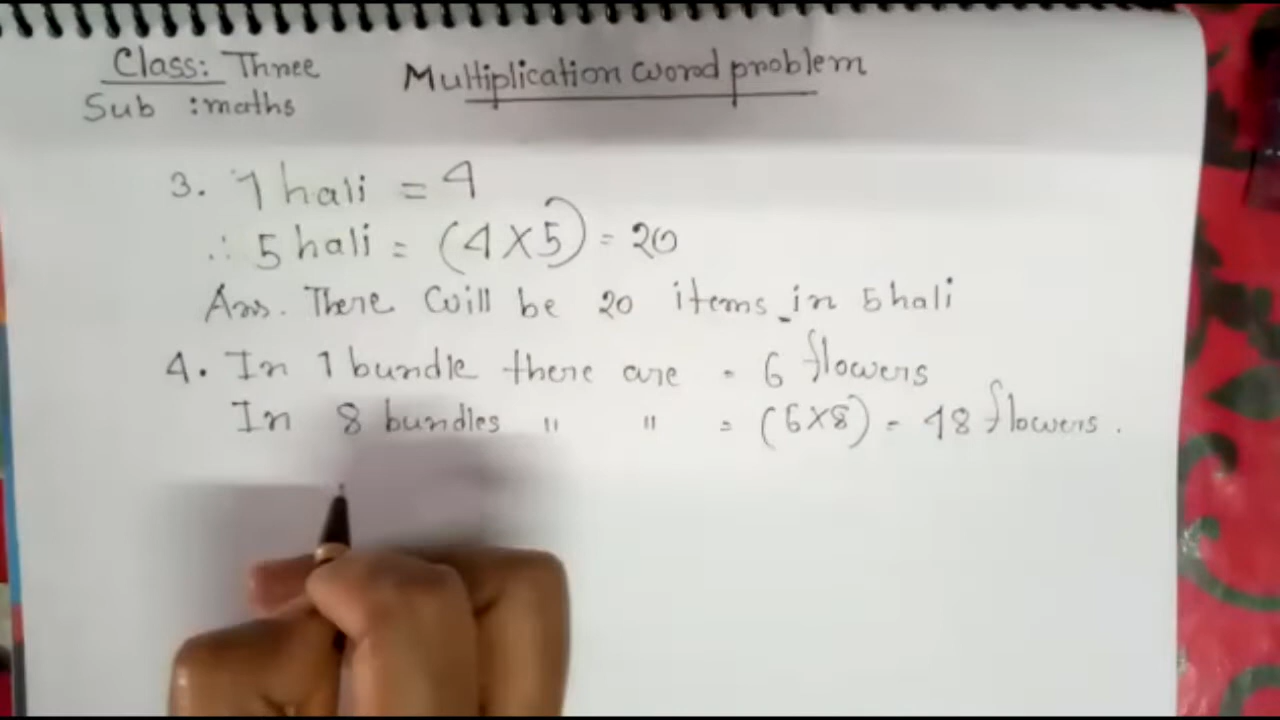 Class: Three
Sub : maths
Multiplication word problem
3. 1 hali = 4
∴ 5 hali = (4×5) = 20
Ans. There will be 20 items in 5 hali
4. In 1 bundle there are = 6 flowers
In 8 bundles " " = (6×8) = 48 flowers.